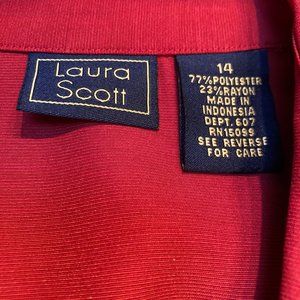 Laura
Scott
14
77%POLYESTER
23%RAYON
MADE IN
INDONESIA
DEPT. 607
RN15099
SEE REVERSE
FOR CARE